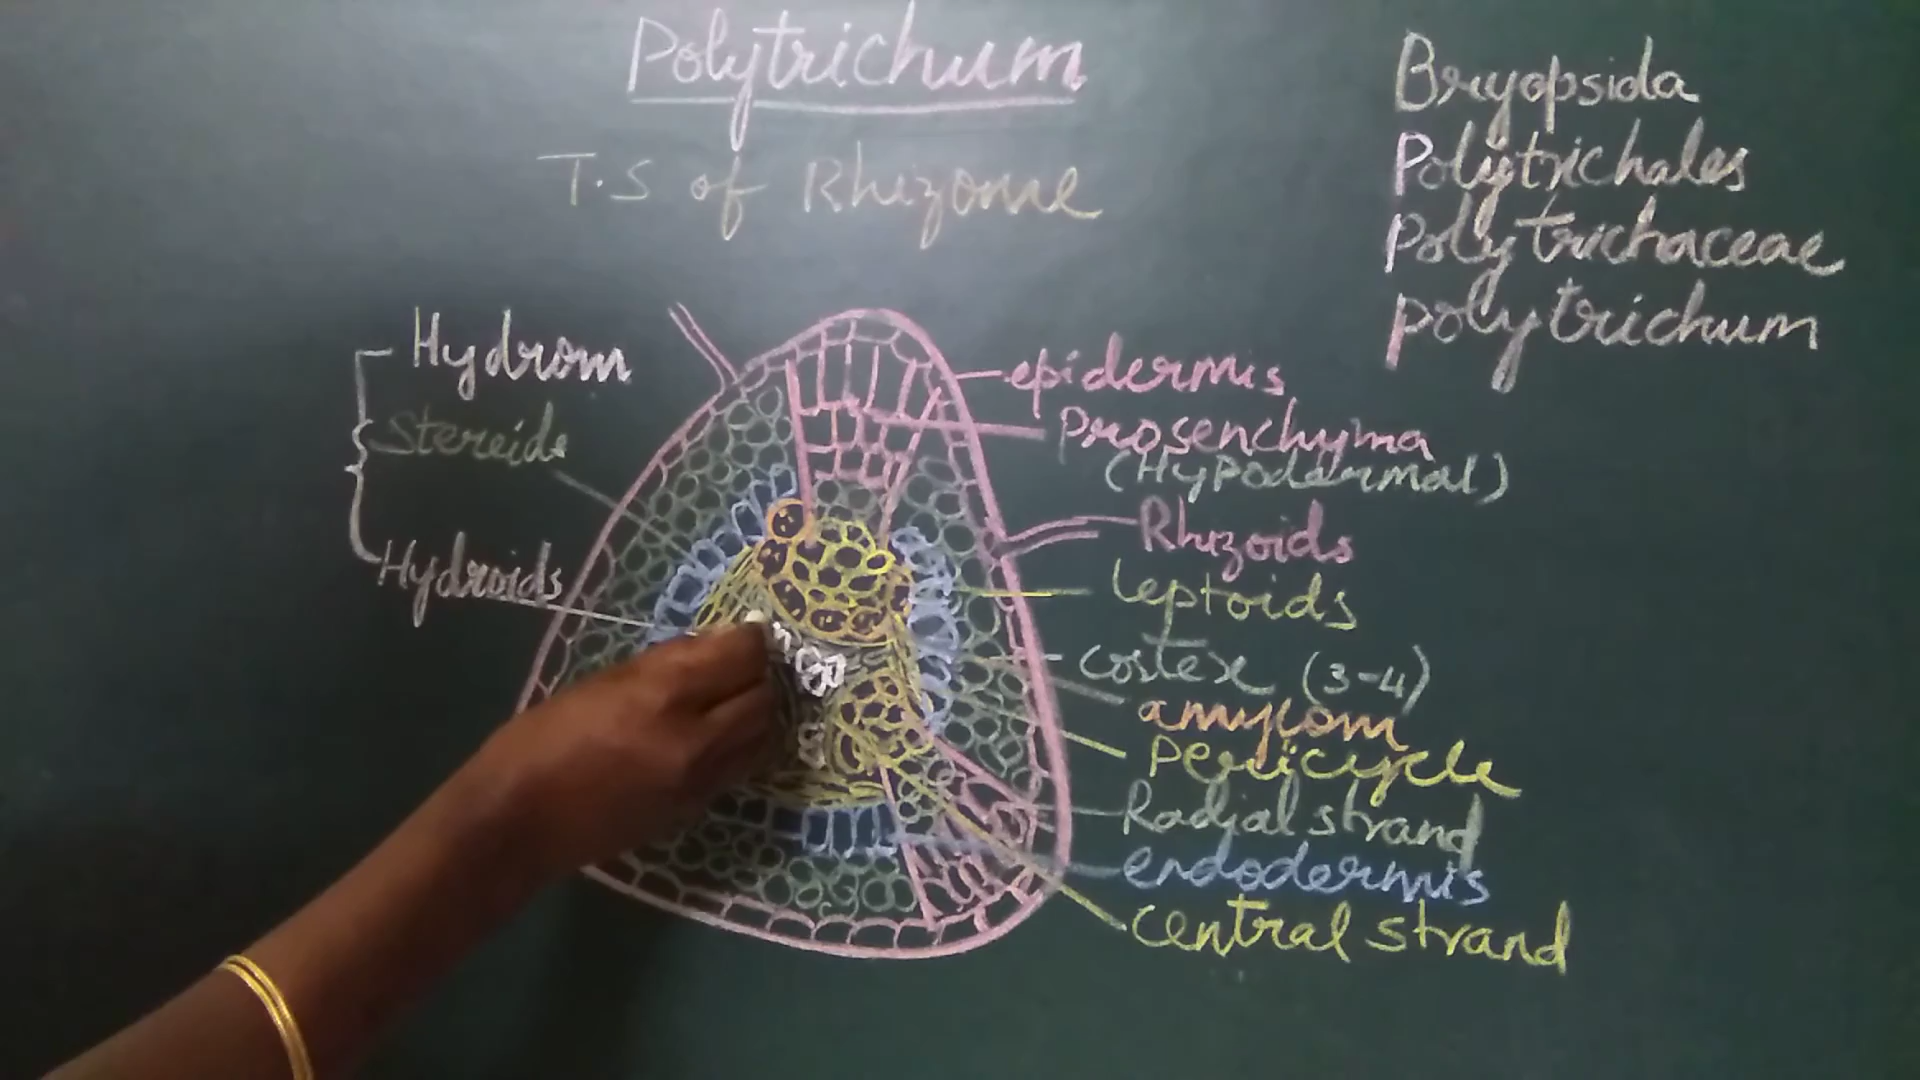 Polytrichum
T.S of Rhizome
Bryopsida
Polytrichales
Polytrichaceae
polytrichum
Hydrom
Stereids
Hydroids
epidermis
Prosenchyma
(Hypodermal)
Rhizoids
leptoids
cortex (3-4)
amylom
Pericycle
Radial strand
endodermis
central strand